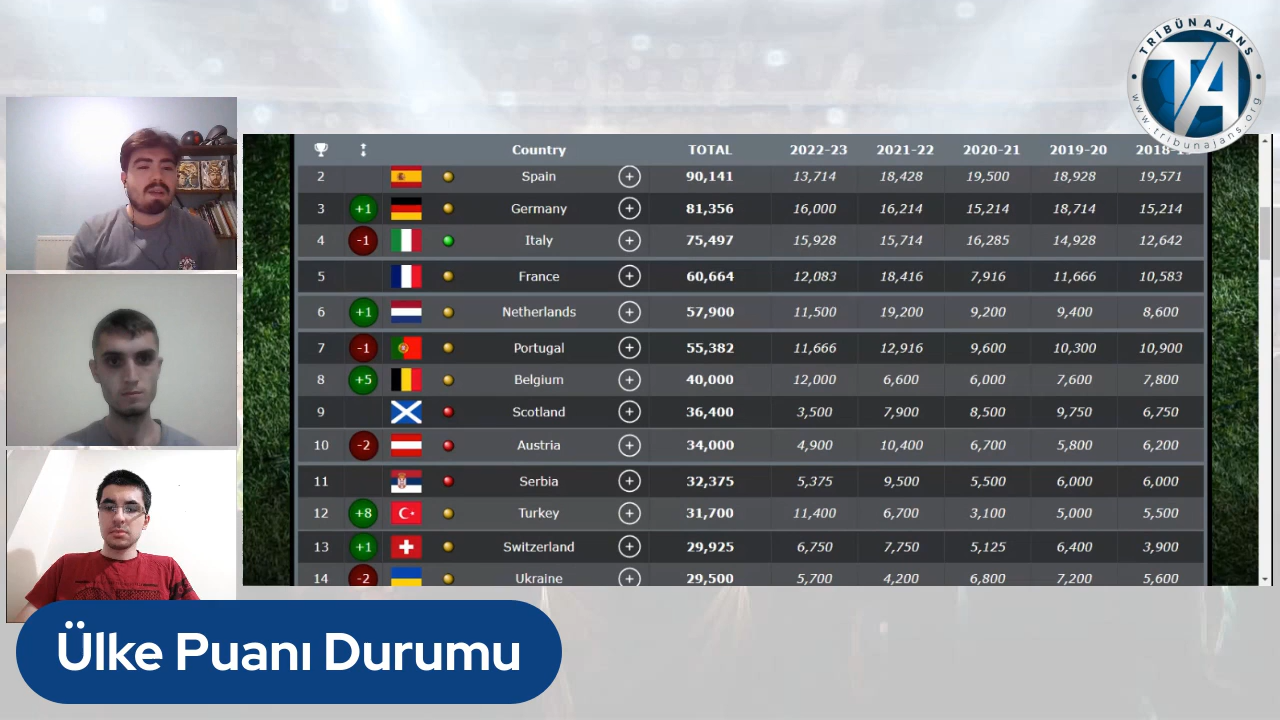 TRİBÜN AJANS
TA
www.tribunajans.org
Country TOTAL 2022-23 2021-22 2020-21 2019-20
2 Spain 90,141 13,714 18,428 19,500 18,928 19,571
3 +1 Germany 81,356 16,000 16,214 15,214 18,714 15,214
4 -1 Italy 75,497 15,928 15,714 16,285 14,928 12,642
5 France 60,664 12,083 18,416 7,916 11,666 10,583
6 +1 Netherlands 57,900 11,500 19,200 9,200 9,400 8,600
7 -1 Portugal 55,382 11,666 12,916 9,600 10,300 10,900
8 +5 Belgium 40,000 12,000 6,600 6,000 7,600 7,800
9 Scotland 36,400 3,500 7,900 8,500 9,750 6,750
10 -2 Austria 34,000 4,900 10,400 6,700 5,800 6,200
11 Serbia 32,375 5,375 9,500 5,500 6,000 6,000
12 +8 Turkey 31,700 11,400 6,700 3,100 5,000 5,500
13 +1 Switzerland 29,925 6,750 7,750 5,125 6,400 3,900
14 -2 Ukraine 29,500 5,700 4,200 6,800 7,200 5,600
Ülke Puanı Durumu